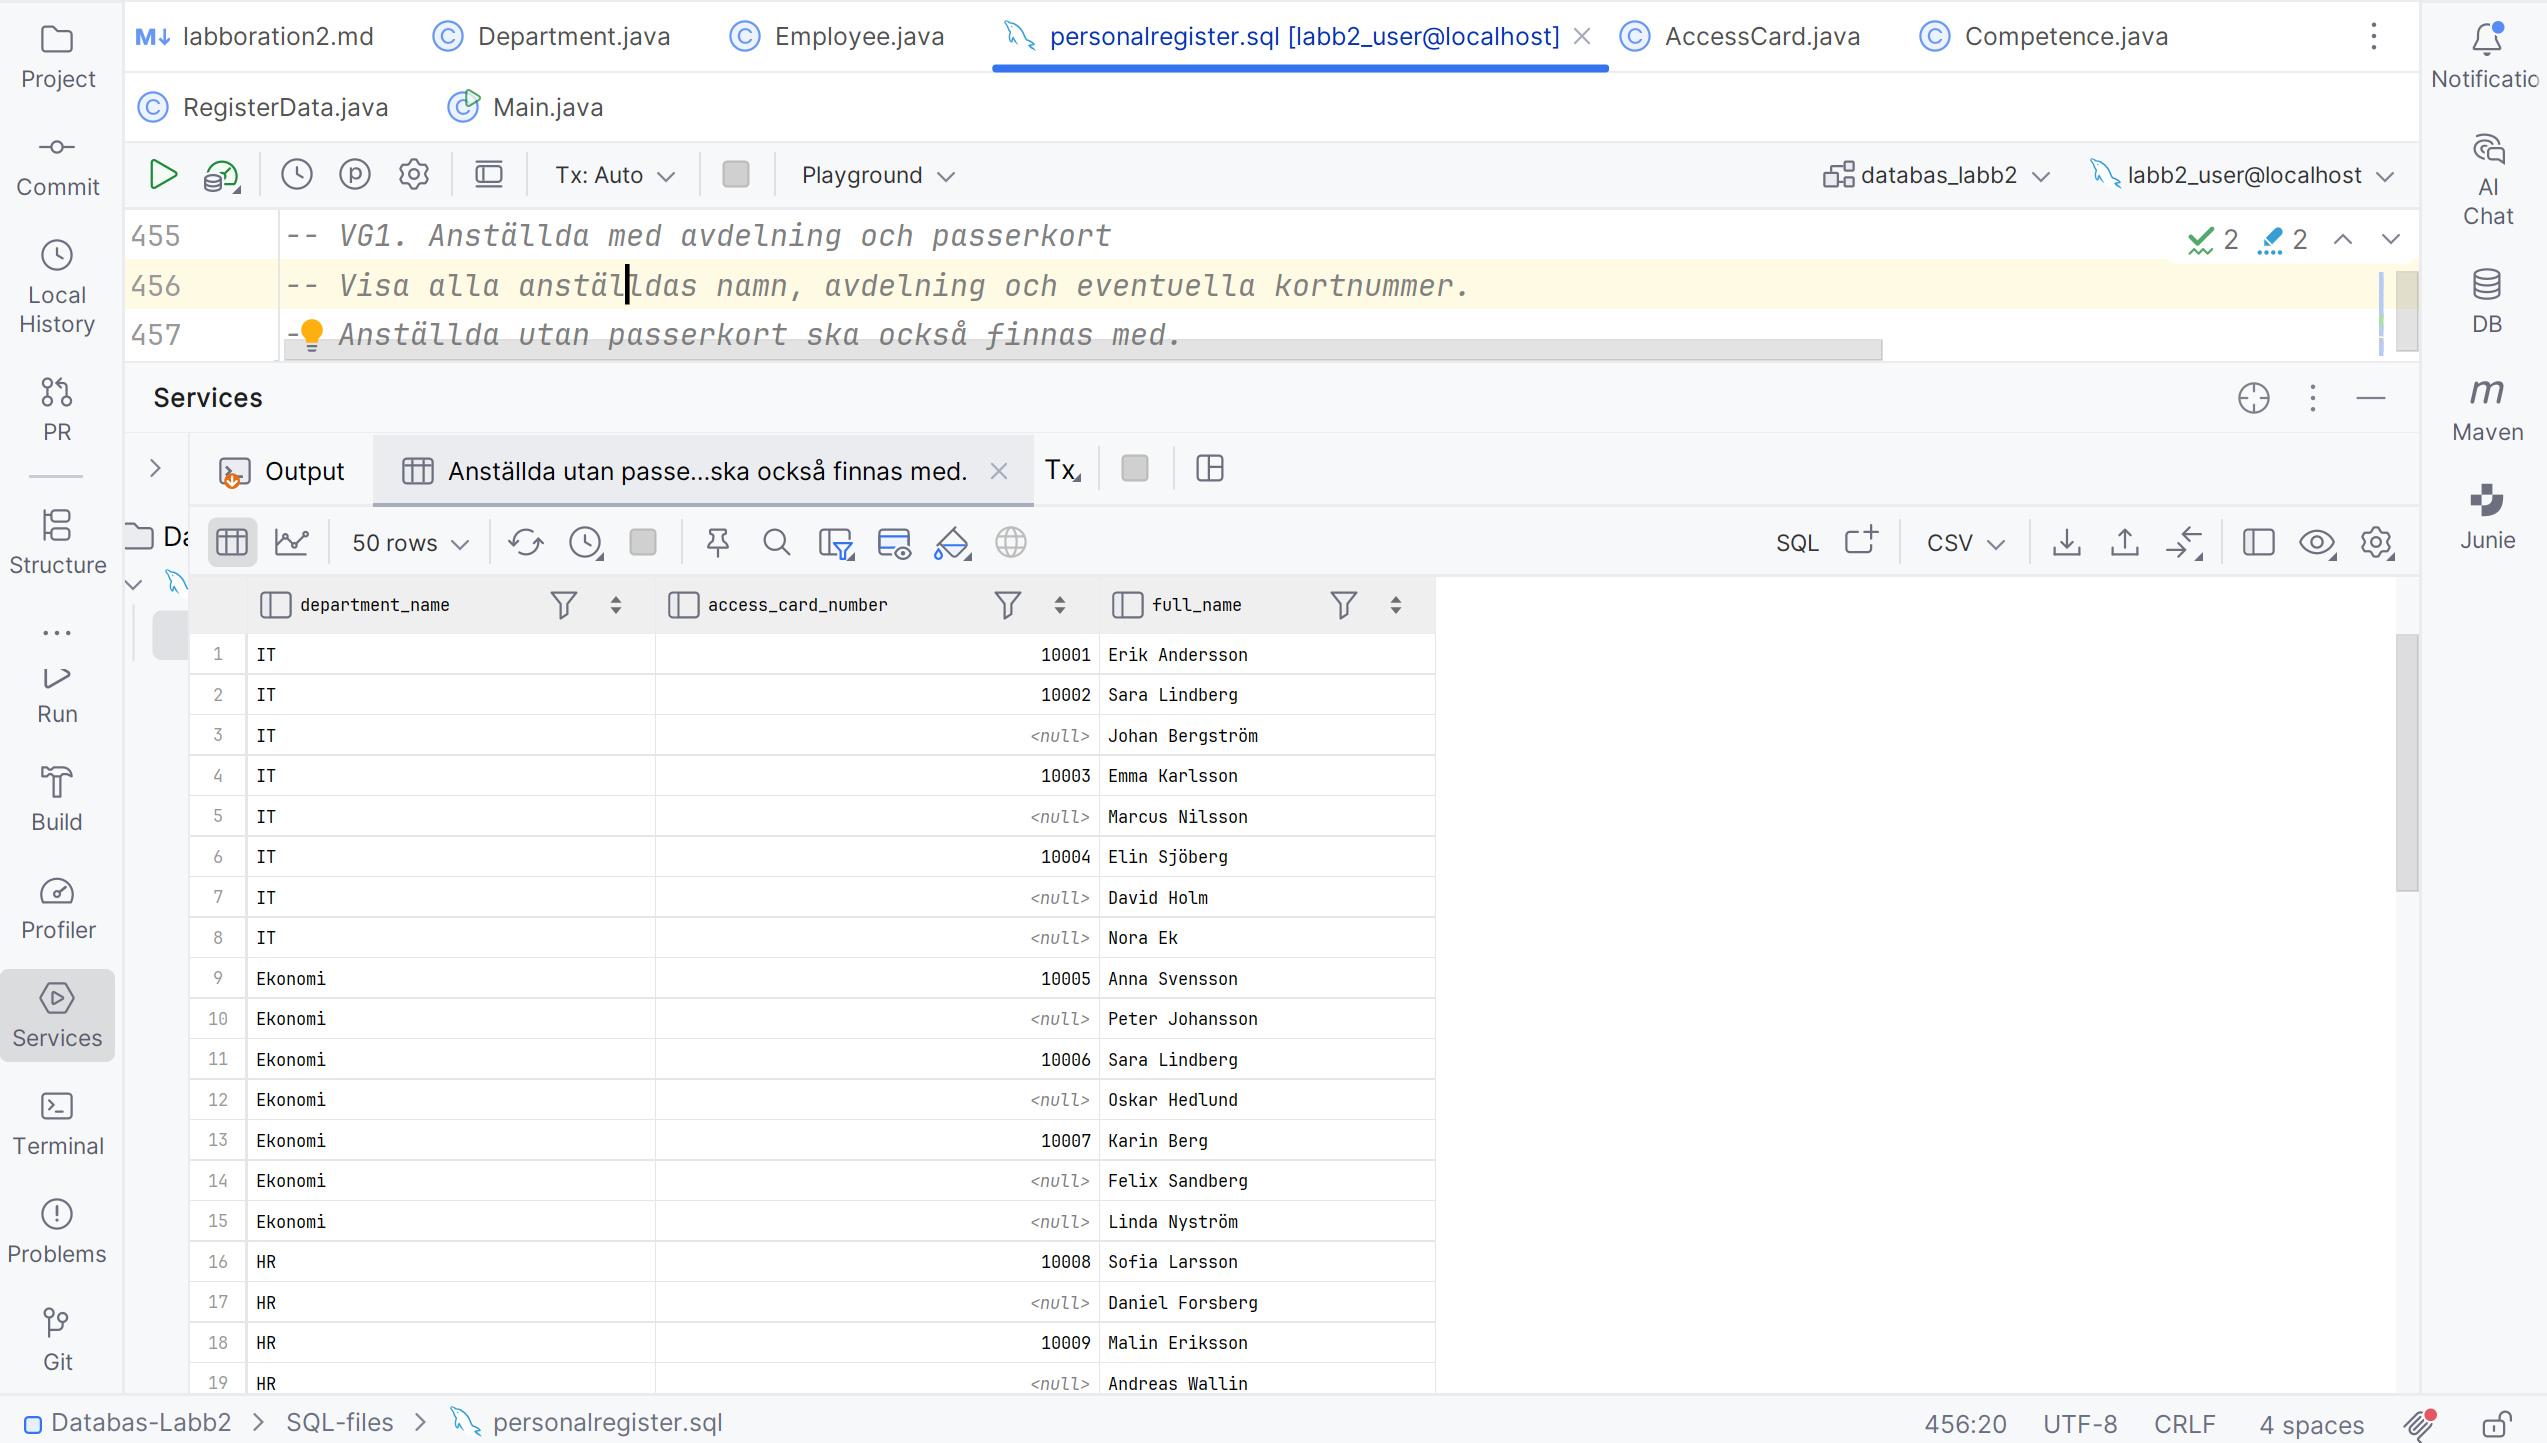 labboration2.md Department.java Employee.java personalregister.sql [labb2_user@localhost] AccessCard.java Competence.java
RegisterData.java Main.java
Project
Commit
Local
History
PR
Structure
Run
Build
Profiler
Services
Terminal
Problems
Git
Tx: Auto Playground databas_labb2 labb2_user@localhost
455 -- VG1. Anställda med avdelning och passerkort
2 2
456 -- Visa alla anställdas namn, avdelning och eventuella kortnummer.
457 - Anställda utan passerkort ska också finnas med.
Services
Output Anställda utan passe...ska också finnas med. Tx
50 rows SQL CSV
department_name access_card_number full_name
1 IT 10001 Erik Andersson
2 IT 10002 Sara Lindberg
3 IT <null> Johan Bergström
4 IT 10003 Emma Karlsson
5 IT <null> Marcus Nilsson
6 IT 10004 Elin Sjöberg
7 IT <null> David Holm
8 IT <null> Nora Ek
9 Ekonomi 10005 Anna Svensson
10 Ekonomi <null> Peter Johansson
11 Ekonomi 10006 Sara Lindberg
12 Ekonomi <null> Oskar Hedlund
13 Ekonomi 10007 Karin Berg
14 Ekonomi <null> Felix Sandberg
15 Ekonomi <null> Linda Nyström
16 HR 10008 Sofia Larsson
17 HR <null> Daniel Forsberg
18 HR 10009 Malin Eriksson
19 HR <null> Andreas Wallin
Notificatio
AI
Chat
DB
Maven
Junie
Databas-Labb2 > SQL-files > personalregister.sql 456:20 UTF-8 CRLF 4 spaces